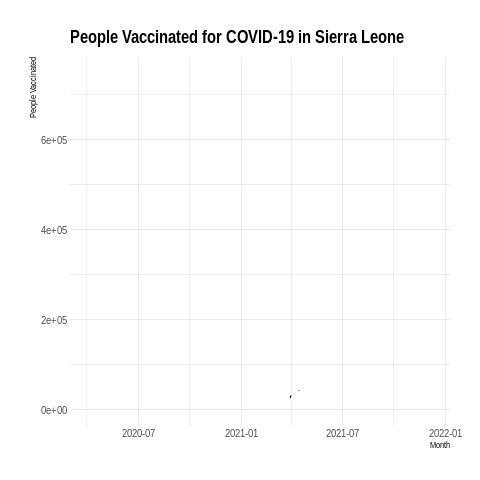 People Vaccinated for COVID-19 in Sierra Leone
People Vaccinated
6e+05
4e+05
2e+05
0e+00
2020-07 2021-01 2021-07 2022-01
Month